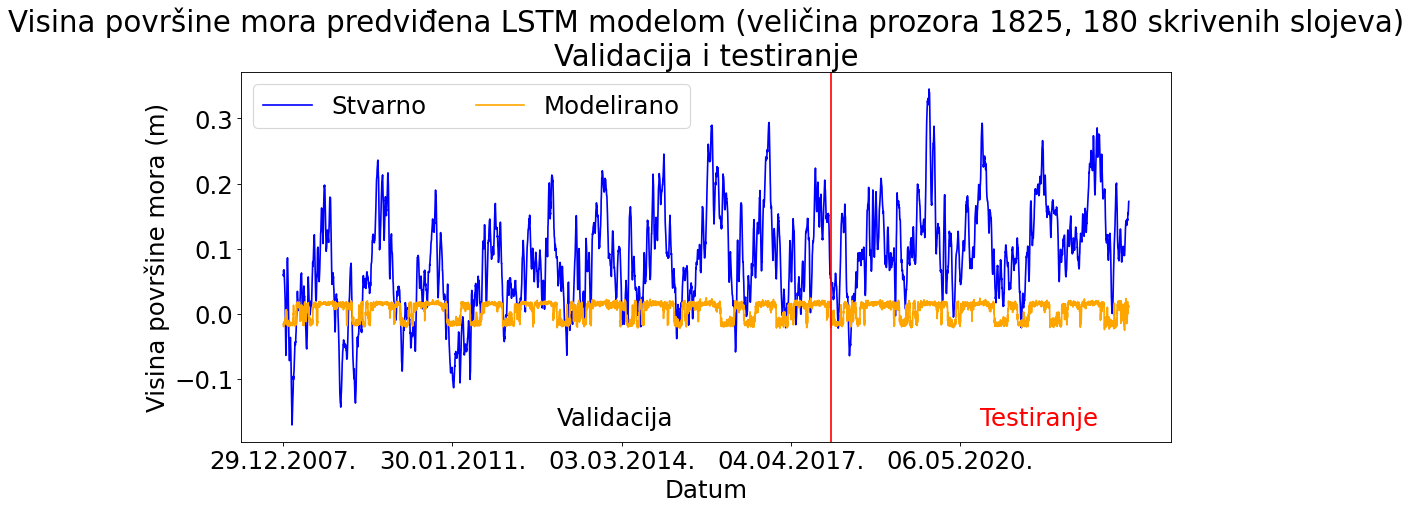 Visina površine mora predviđena LSTM modelom (veličina prozora 1825, 180 skrivenih slojeva)
Validacija i testiranje
Stvarno
Modelirano
Visina površine mora (m)
0.3
0.2
0.1
0.0
−0.1
Validacija
Testiranje
29.12.2007.
30.01.2011.
03.03.2014.
04.04.2017.
06.05.2020.
Datum